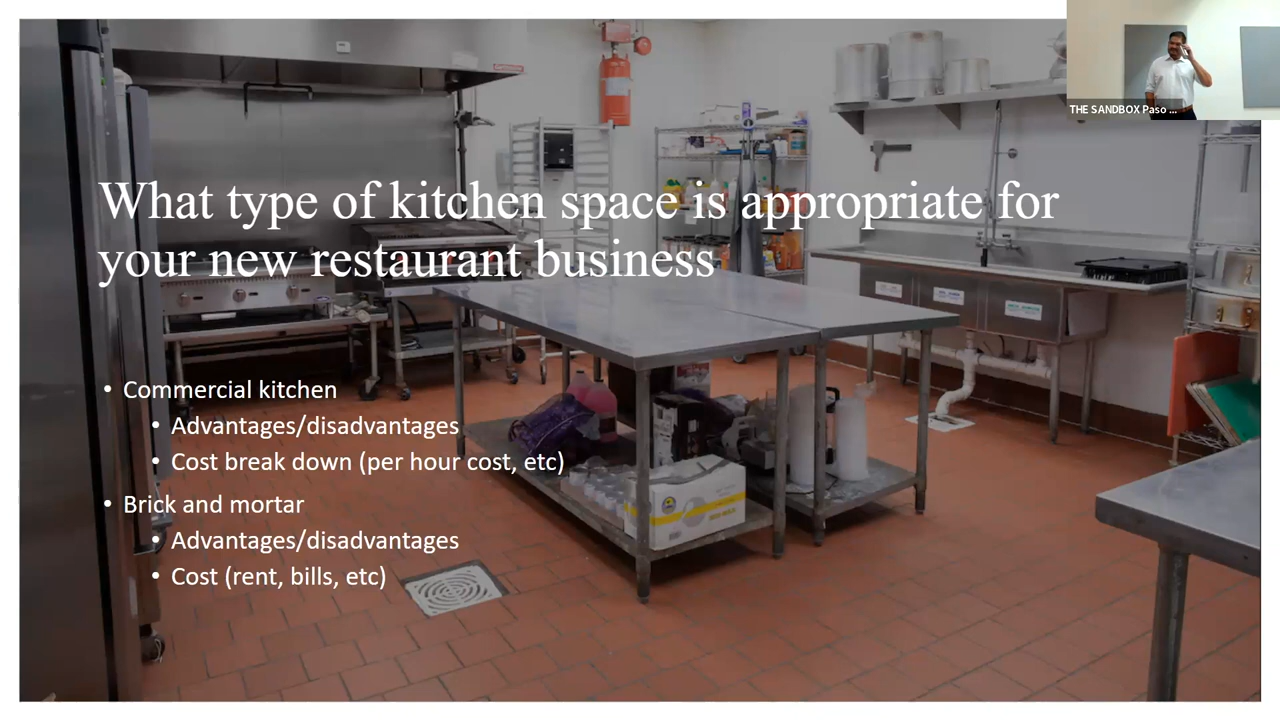 THE SANDBOX Paso ...
What type of kitchen space is appropriate for
your new restaurant business
• Commercial kitchen
• Advantages/disadvantages
• Cost break down (per hour cost, etc)
• Brick and mortar
• Advantages/disadvantages
• Cost (rent, bills, etc)